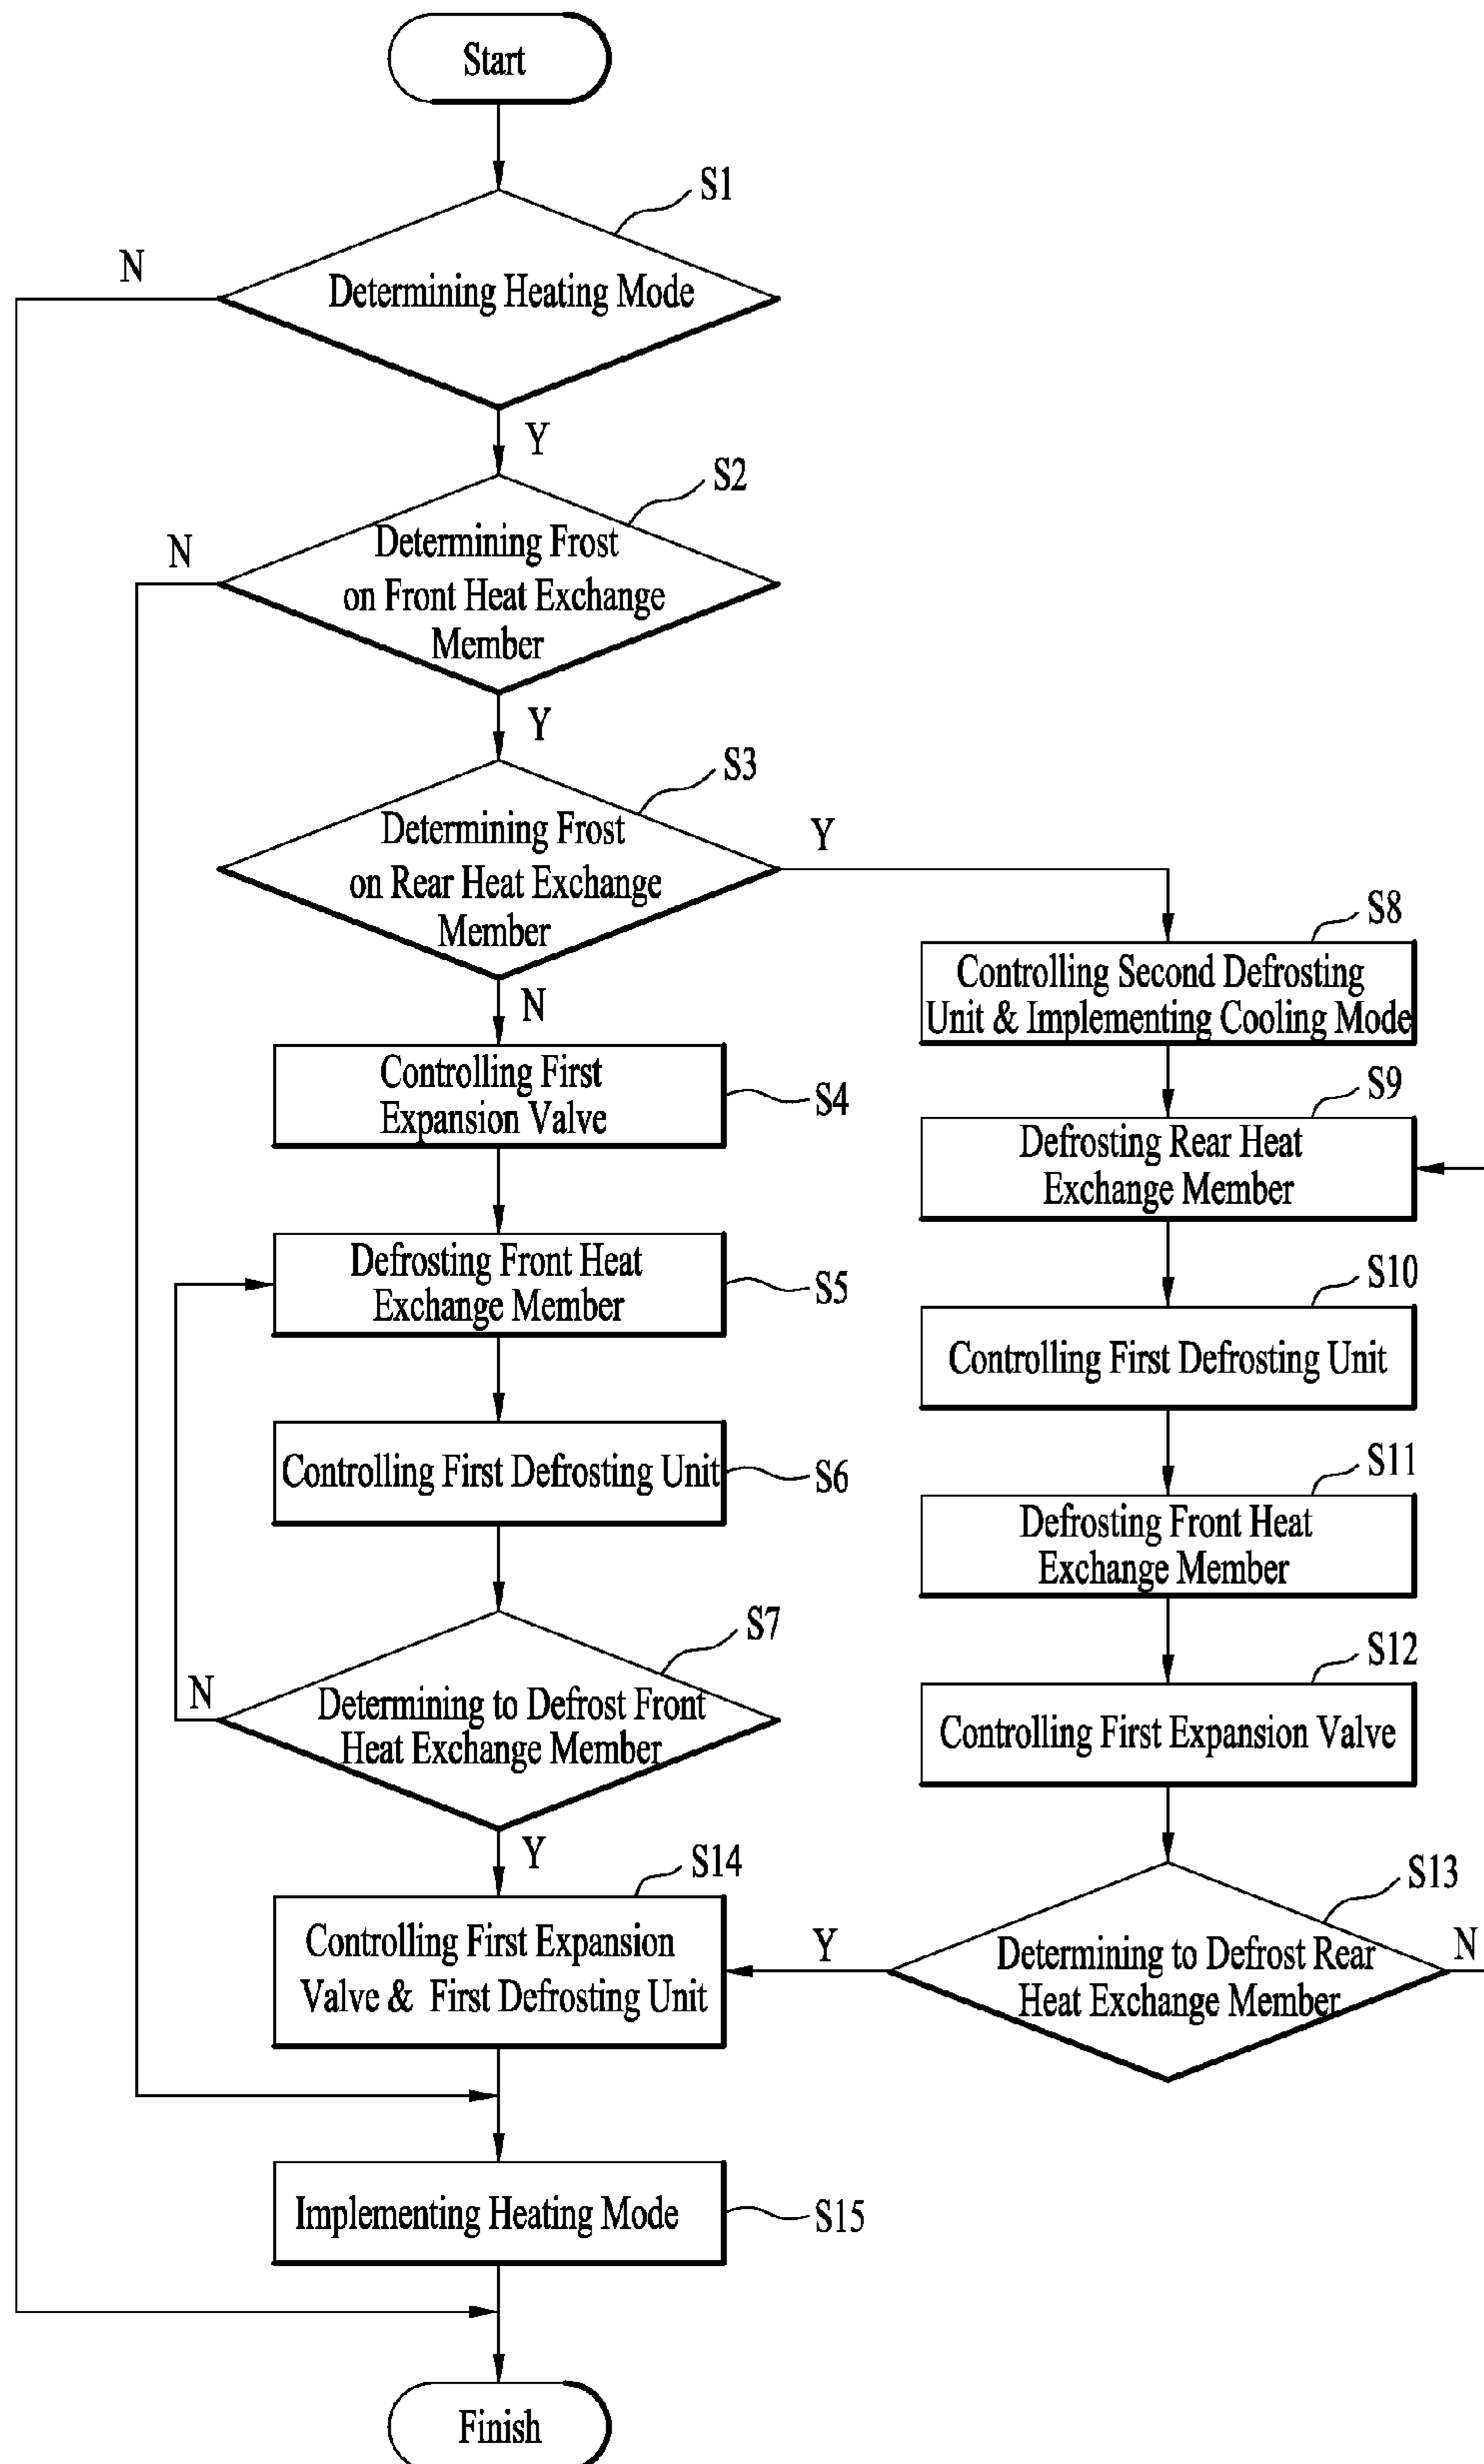 Start
S1
N
Determining Heating Mode
Y
S2
N
Determining Frost
on Front Heat Exchange
Member
Y
S3
Determining Frost
on Rear Heat Exchange
Member
Y
N
S8
Controlling Second Defrosting
Unit & Implementing Cooling Mode
Controlling First
Expansion Valve
S4
S9
Defrosting Rear Heat
Exchange Member
Defrosting Front Heat
Exchange Member
S5
S10
Controlling First Defrosting Unit
Controlling First Defrosting Unit
S6
S11
Defrosting Front Heat
Exchange Member
S7
N
Determining to Defrost Front
Heat Exchange Member
Y
S12
Controlling First Expansion Valve
S14
Controlling First Expansion
Valve & First Defrosting Unit
S13
Y
Determining to Defrost Rear
Heat Exchange Member
N
Implementing Heating Mode
S15
Finish